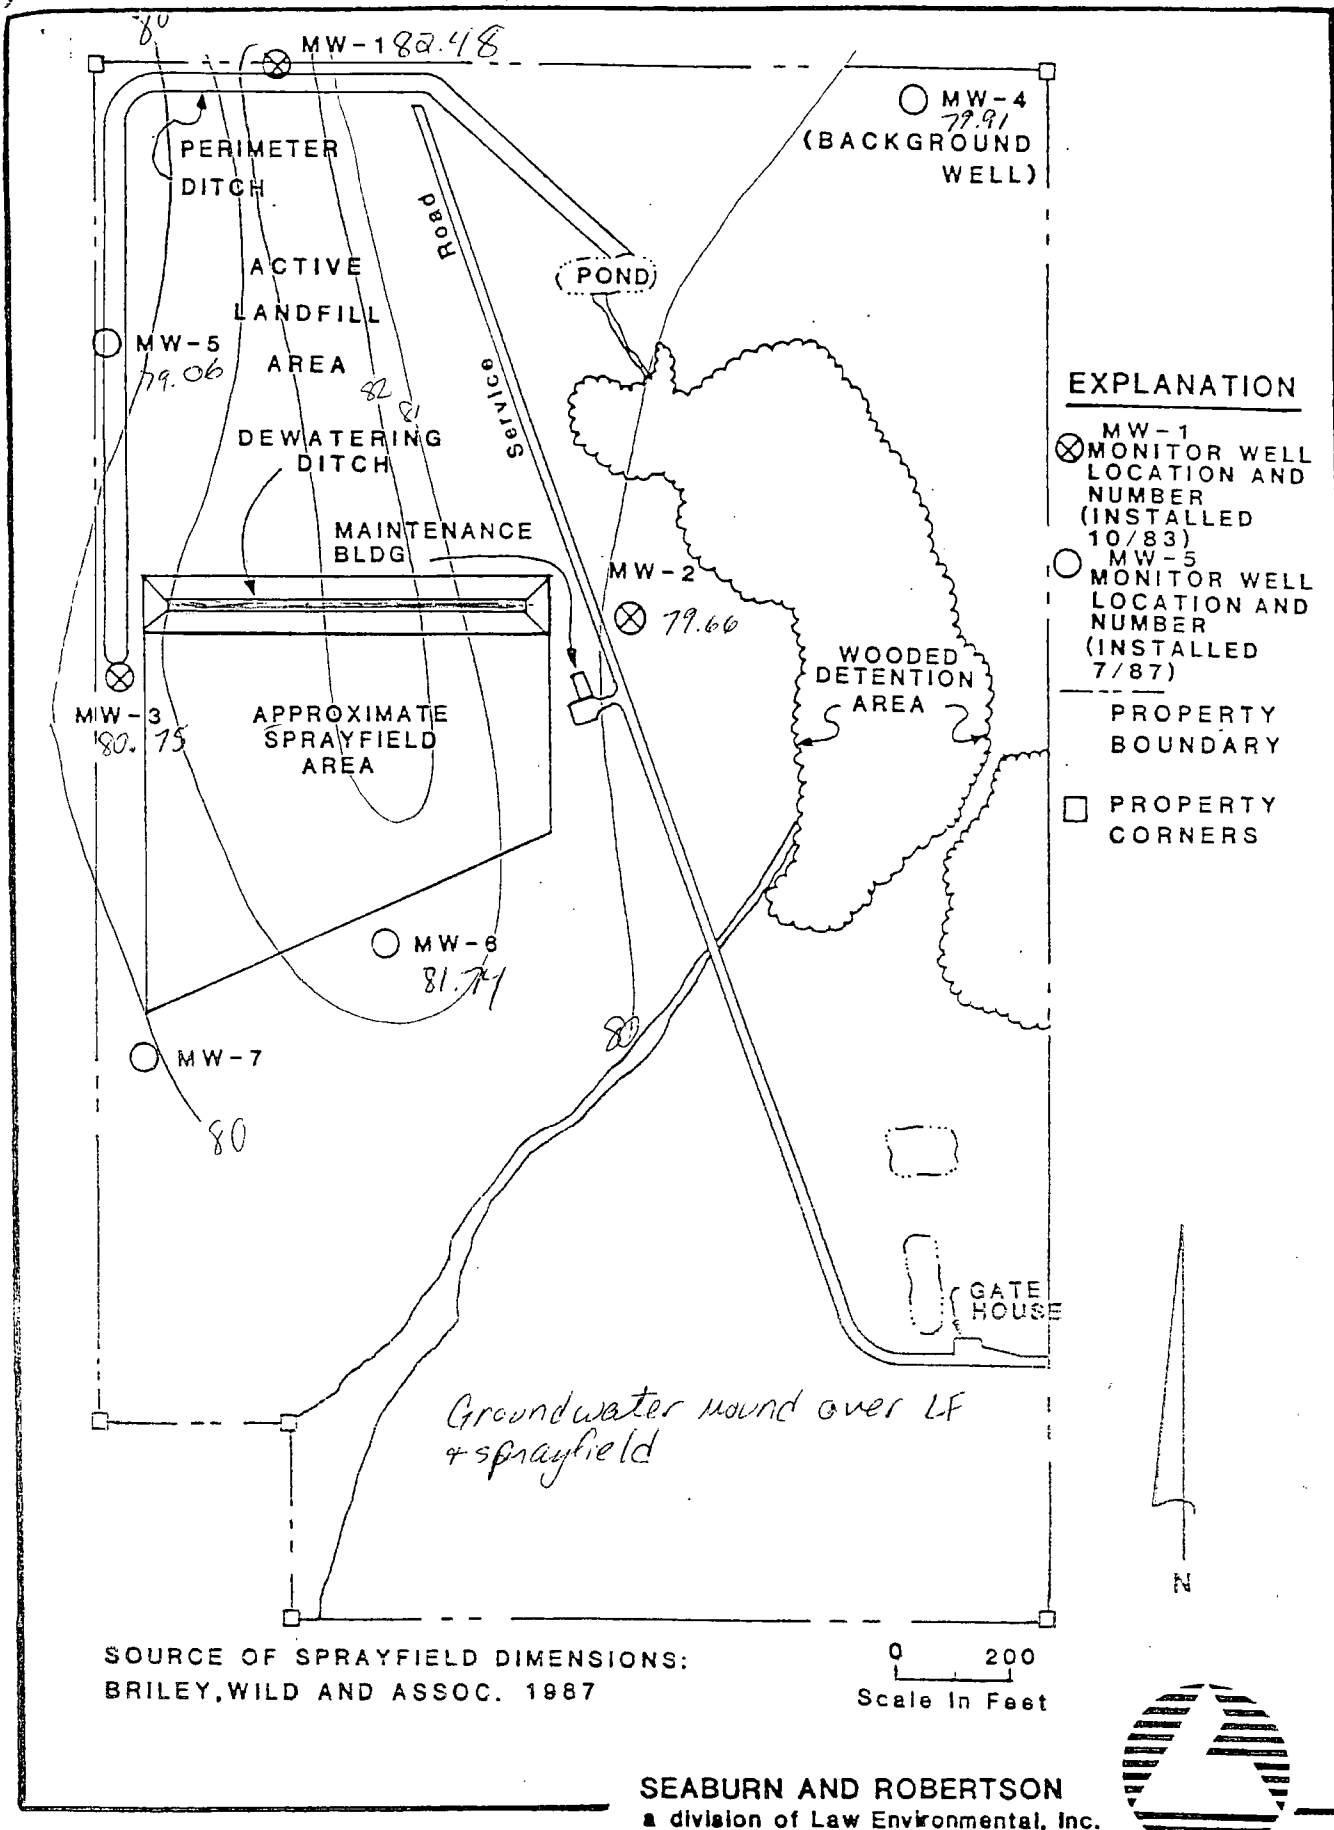 80
MW-1 82.48
MW-4
79.91
(BACKGROUND
WELL)
PERIMETER
DITCH
Road
ACTIVE
LANDFILL
AREA
POND
MW-5
79.06
82
81
Service
DEWATERING
DITCH
MAINTENANCE
BLDG
MW-2
79.66
WOODED
DETENTION
AREA
MW-3
80.75
APPROXIMATE
SPRAYFIELD
AREA
MW-6
81.74
80
MW-7
80
GATE
HOUSE
Groundwater mound over LF
+ sprayfield
EXPLANATION
MW-1
MONITOR WELL
LOCATION AND
NUMBER
(INSTALLED
10/83)
MW-5
MONITOR WELL
LOCATION AND
NUMBER
(INSTALLED
7/87)
PROPERTY
BOUNDARY
PROPERTY
CORNERS
N
SOURCE OF SPRAYFIELD DIMENSIONS:
BRILEY, WILD AND ASSOC. 1987
0 200
Scale In Feet
SEABURN AND ROBERTSON
a division of Law Environmental, Inc.